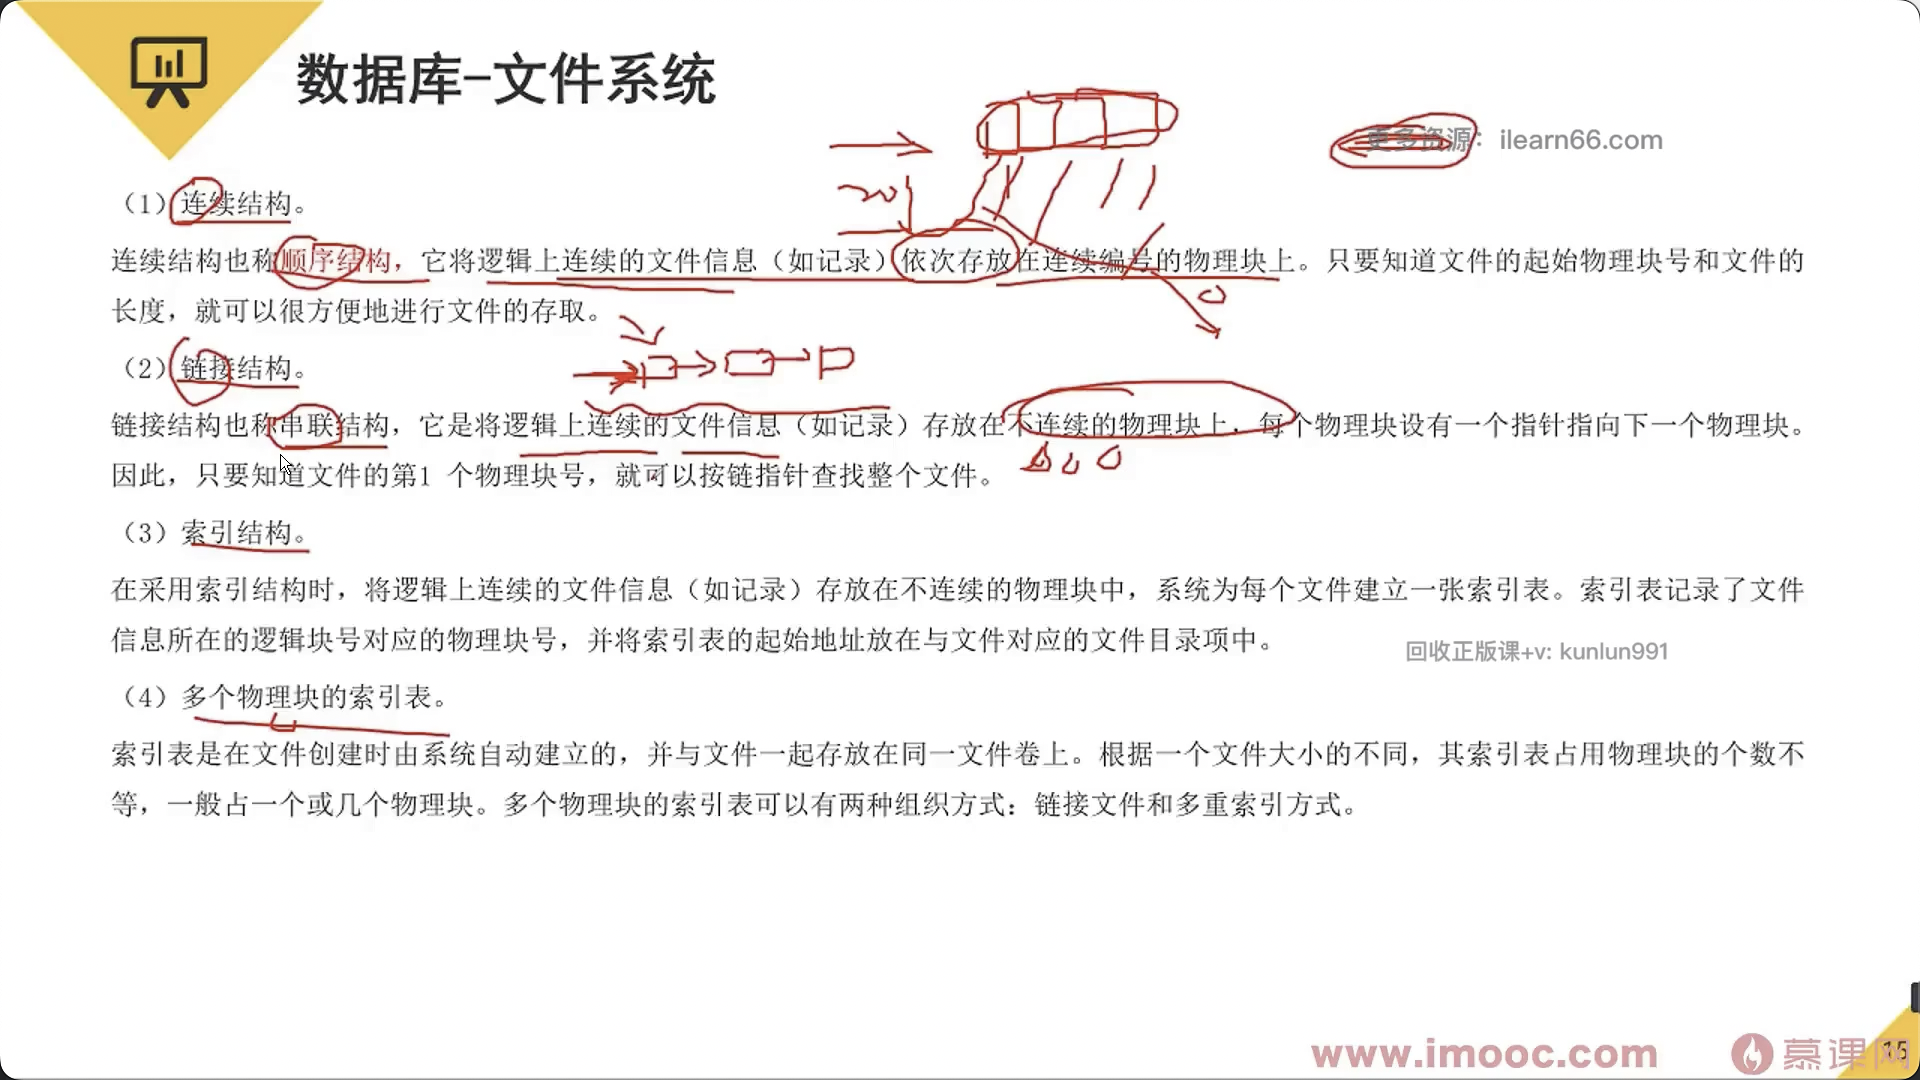 数据库-文件系统
更多资源：ilearn66.com
（1）连续结构。
连续结构也称顺序结构，它将逻辑上连续的文件信息（如记录）依次存放在连续编号的物理块上。只要知道文件的起始物理块号和文件的
长度，就可以很方便地进行文件的存取。
（2）链接结构。
链接结构也称串联结构，它是将逻辑上连续的文件信息（如记录）存放在不连续的物理块上，每个物理块设有一个指针指向下一个物理块。
因此，只要知道文件的第1 个物理块号，就可以按链指针查找整个文件。
（3）索引结构。
在采用索引结构时，将逻辑上连续的文件信息（如记录）存放在不连续的物理块中，系统为每个文件建立一张索引表。索引表记录了文件
信息所在的逻辑块号对应的物理块号，并将索引表的起始地址放在与文件对应的文件目录项中。
回收正版课+v: kunlun991
（4）多个物理块的索引表。
索引表是在文件创建时由系统自动建立的，并与文件一起存放在同一文件卷上。根据一个文件大小的不同，其索引表占用物理块的个数不
等，一般占一个或几个物理块。多个物理块的索引表可以有两种组织方式：链接文件和多重索引方式。
www.imooc.com
慕课网
15